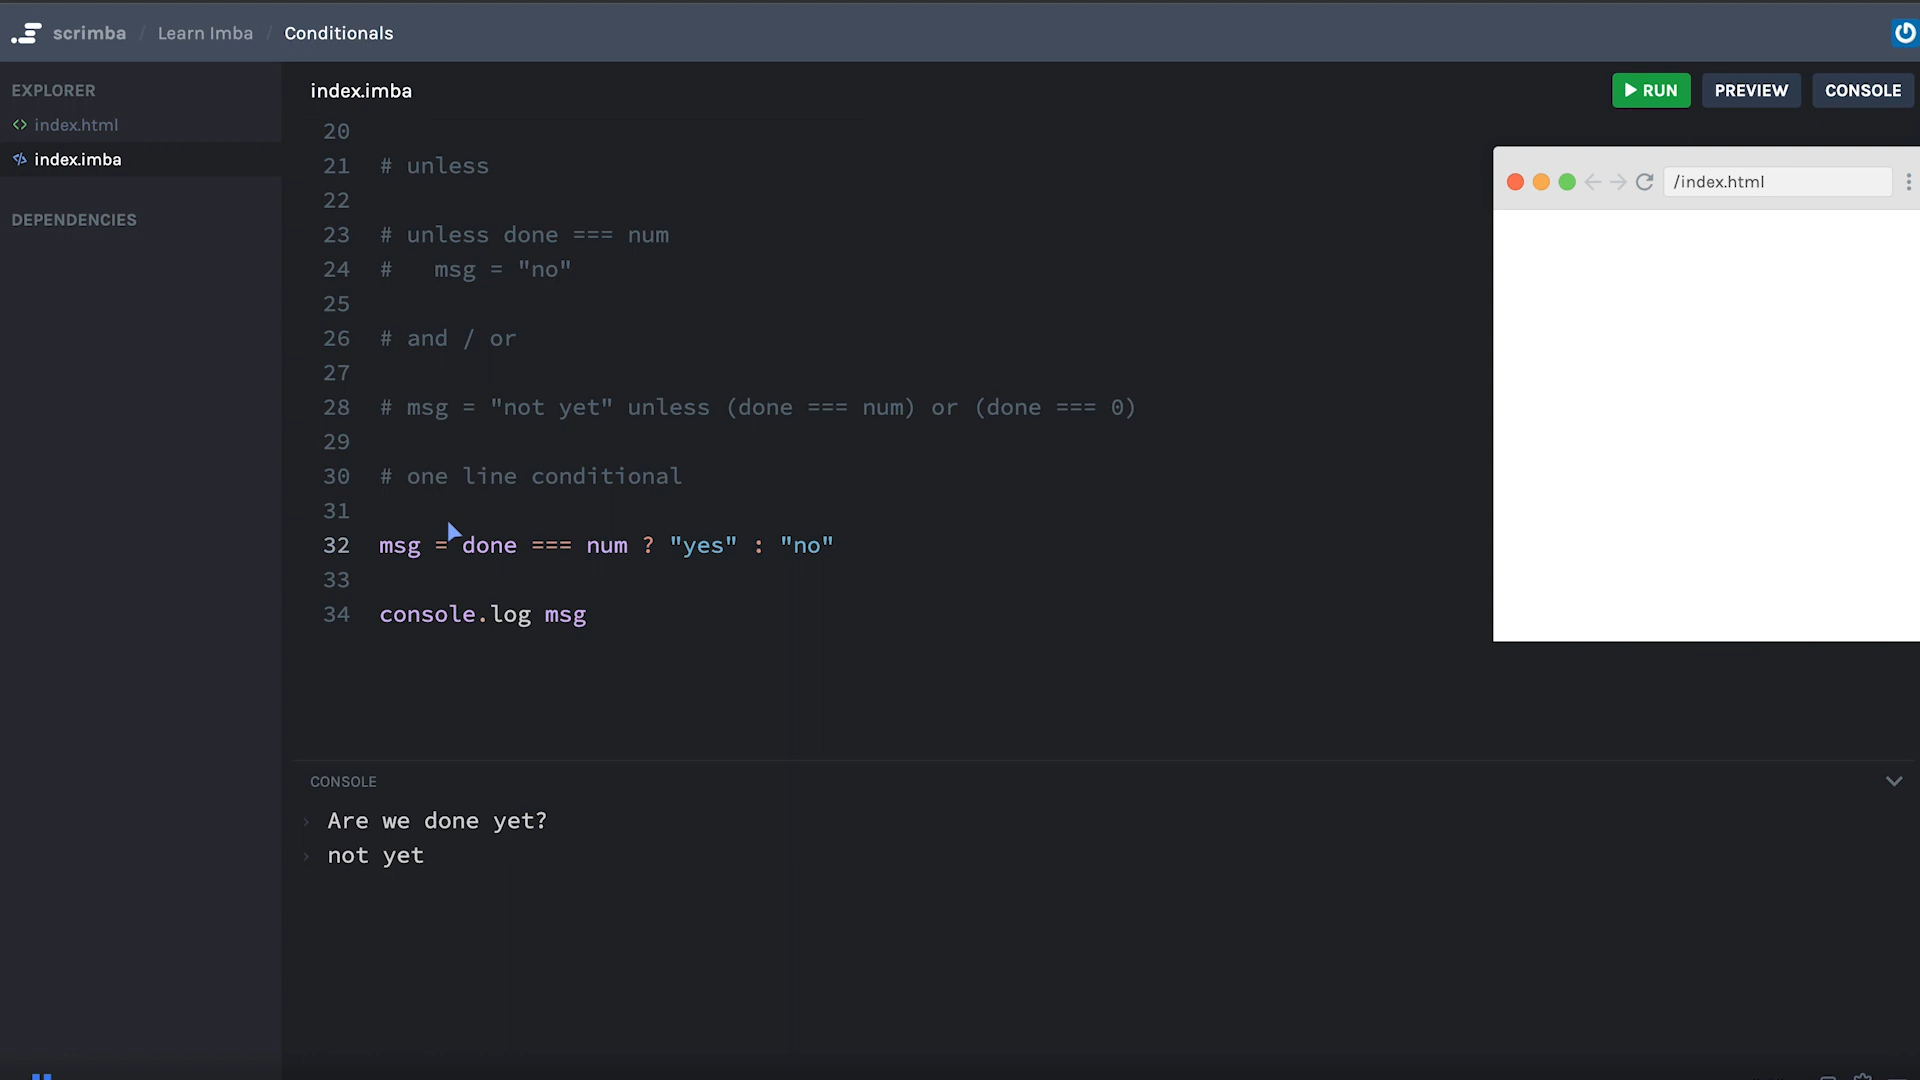 scrimba / Learn Imba / Conditionals
EXPLORER
index.html
index.imba
DEPENDENCIES
index.imba
RUN
PREVIEW
CONSOLE
20
21 # unless
22
23 # unless done === num
24 #   msg = "no"
25
26 # and / or
27
28 # msg = "not yet" unless (done === num) or (done === 0)
29
30 # one line conditional
31
32 msg = done === num ? "yes" : "no"
33
34 console.log msg
/index.html
CONSOLE
› Are we done yet?
› not yet